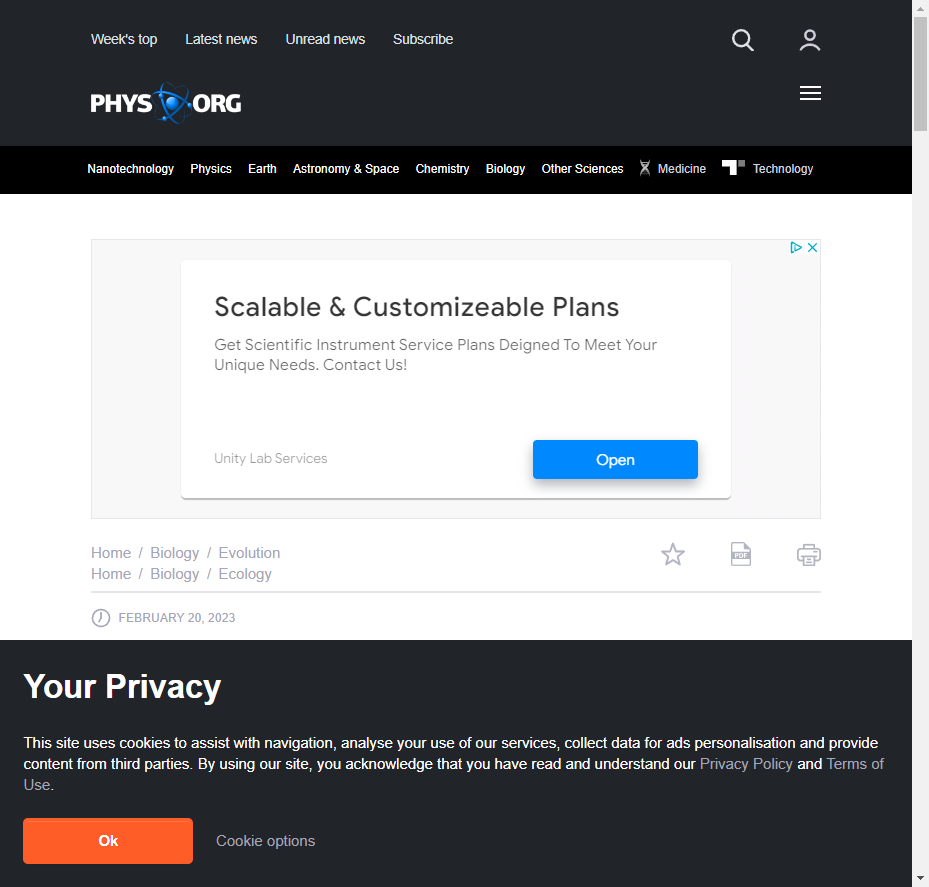 Week's top Latest news Unread news Subscribe
PHYS ORG
Nanotechnology Physics Earth Astronomy & Space Chemistry Biology Other Sciences Medicine Technology
Scalable & Customizeable Plans
Get Scientific Instrument Service Plans Deigned To Meet Your
Unique Needs. Contact Us!
Unity Lab Services
Open
Home / Biology / Evolution
Home / Biology / Ecology
PDF
FEBRUARY 20, 2023
Your Privacy
This site uses cookies to assist with navigation, analyse your use of our services, collect data for ads personalisation and provide
content from third parties. By using our site, you acknowledge that you have read and understand our Privacy Policy and Terms of
Use.
Ok
Cookie options